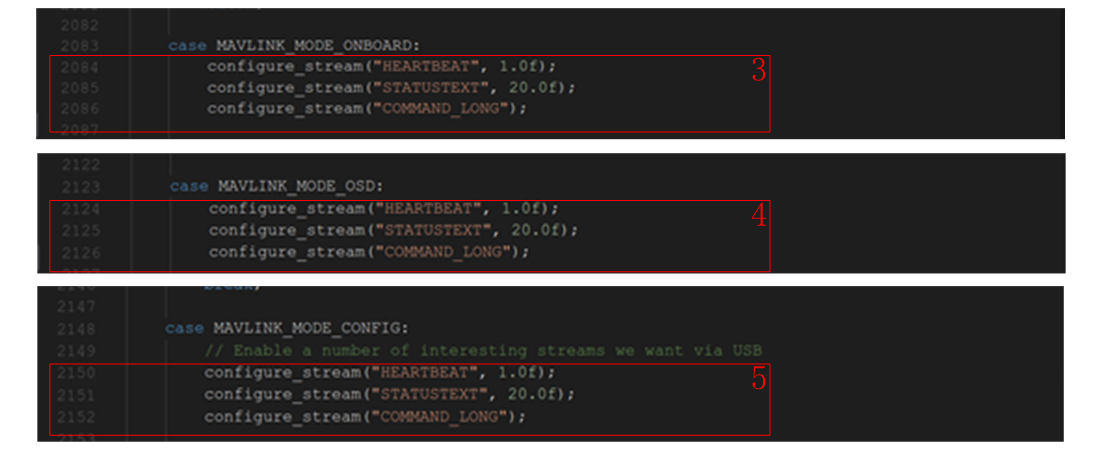 2082
2083 case MAVLINK_MODE_ONBOARD:
2084 configure_stream("HEARTBEAT", 1.0f);
2085 configure_stream("STATUSTEXT", 20.0f);
2086 configure_stream("COMMAND_LONG");
2087
3
2122
2123 case MAVLINK_MODE_OSD:
2124 configure_stream("HEARTBEAT", 1.0f);
2125 configure_stream("STATUSTEXT", 20.0f);
2126 configure_stream("COMMAND_LONG");
4
break;
2147
2148 case MAVLINK_MODE_CONFIG:
2149 // Enable a number of interesting streams we want via USB
2150 configure_stream("HEARTBEAT", 1.0f);
2151 configure_stream("STATUSTEXT", 20.0f);
2152 configure_stream("COMMAND_LONG");
2153
5